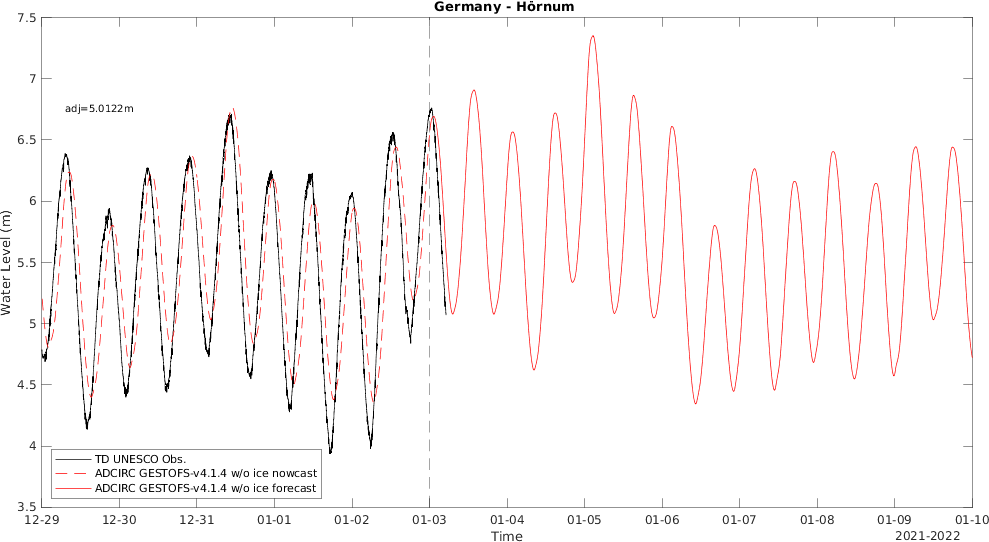 Germany - Hörnum
7.5
7
6.5
6
5.5
5
4.5
4
3.5
Water Level (m)
adj=5.0122m
TD UNESCO Obs.
ADCIRC GESTOFS-v4.1.4 w/o ice nowcast
ADCIRC GESTOFS-v4.1.4 w/o ice forecast
12-29 12-30 12-31 01-01 01-02 01-03 01-04 01-05 01-06 01-07 01-08 01-09 01-10
Time
2021-2022